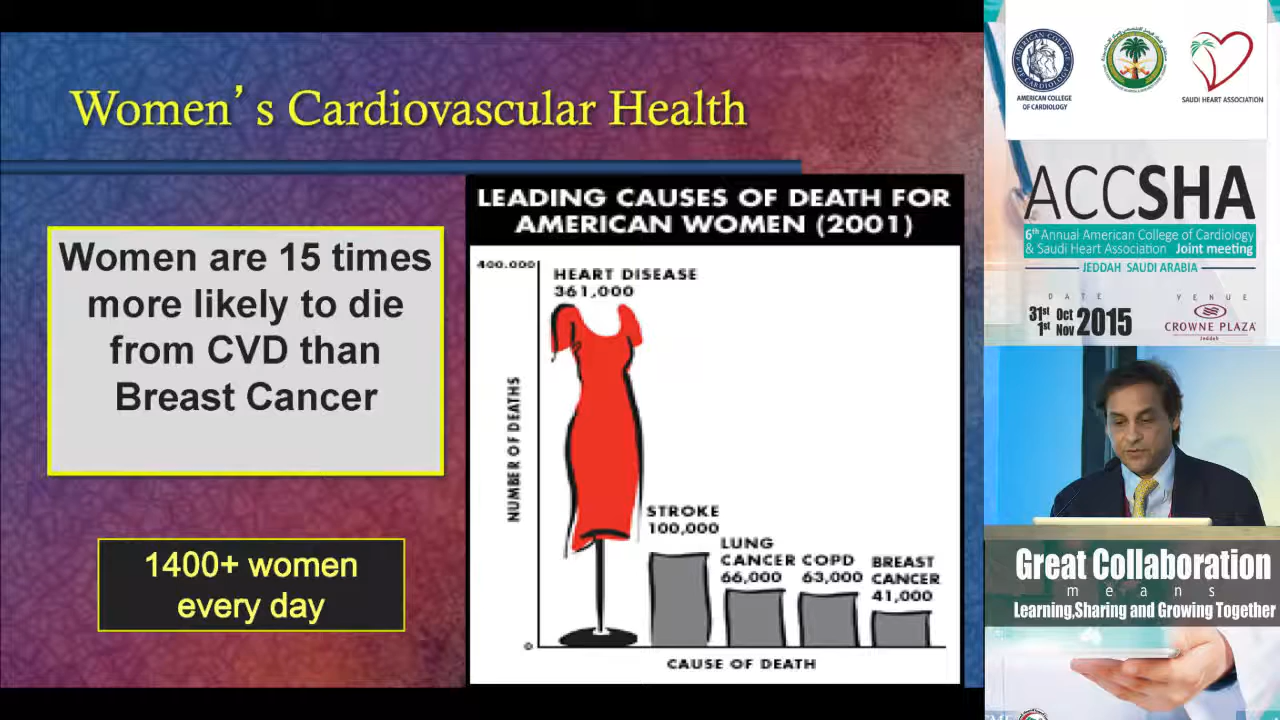 Women's Cardiovascular Health
Women are 15 times
more likely to die
from CVD than
Breast Cancer
1400+ women
every day
LEADING CAUSES OF DEATH FOR
AMERICAN WOMEN (2001)
400.000
HEART DISEASE
361,000
NUMBER OF DEATHS
STROKE
100,000
LUNG
CANCER
66,000
COPD
63,000
BREAST
CANCER
41,000
0
CAUSE OF DEATH
AMERICAN COLLEGE
OF CARDIOLOGY
SAUDI HEART ASSOCIATION
ACCSHA
6th Annual American College of Cardiology
& Saudi Heart Association Joint meeting
JEDDAH SAUDI ARABIA
DATE
31st Oct
1st Nov 2015
VENUE
CROWNE PLAZA
Jeddah
Great Collaboration
means
Learning,Sharing and Growing Together